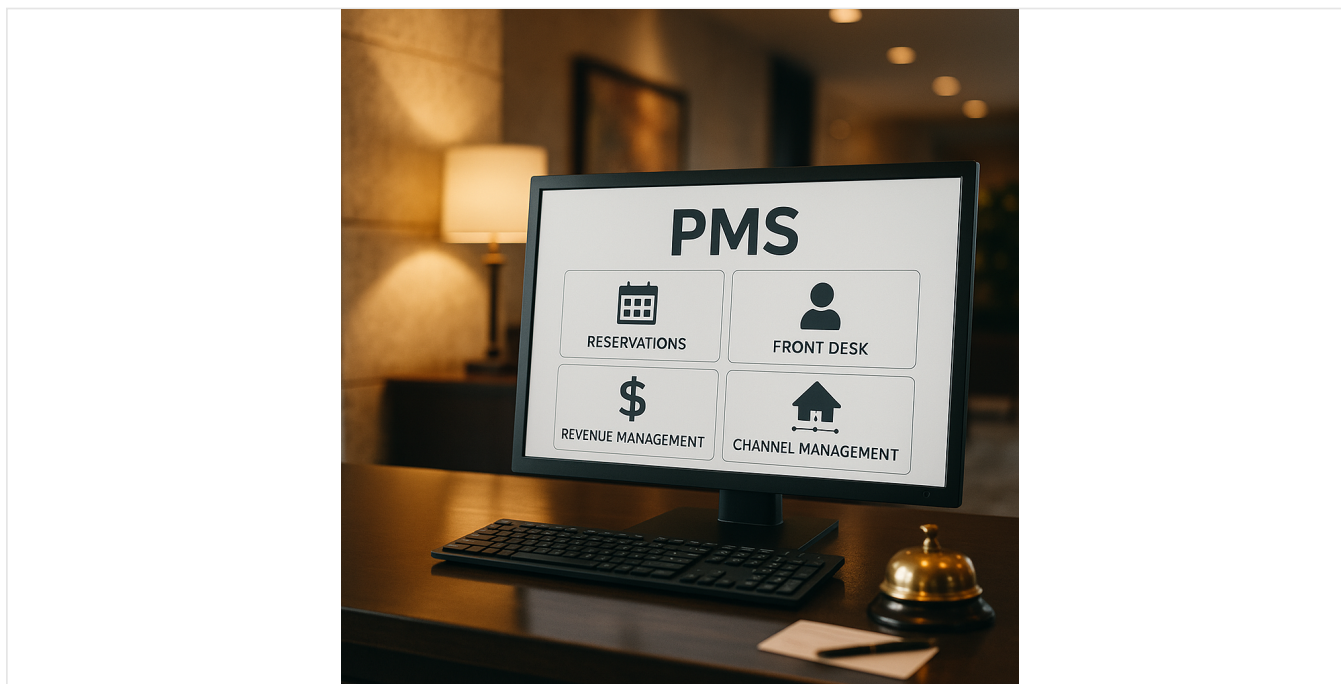 PMS
RESERVATIONS
FRONT DESK
REVENUE MANAGEMENT
CHANNEL MANAGEMENT